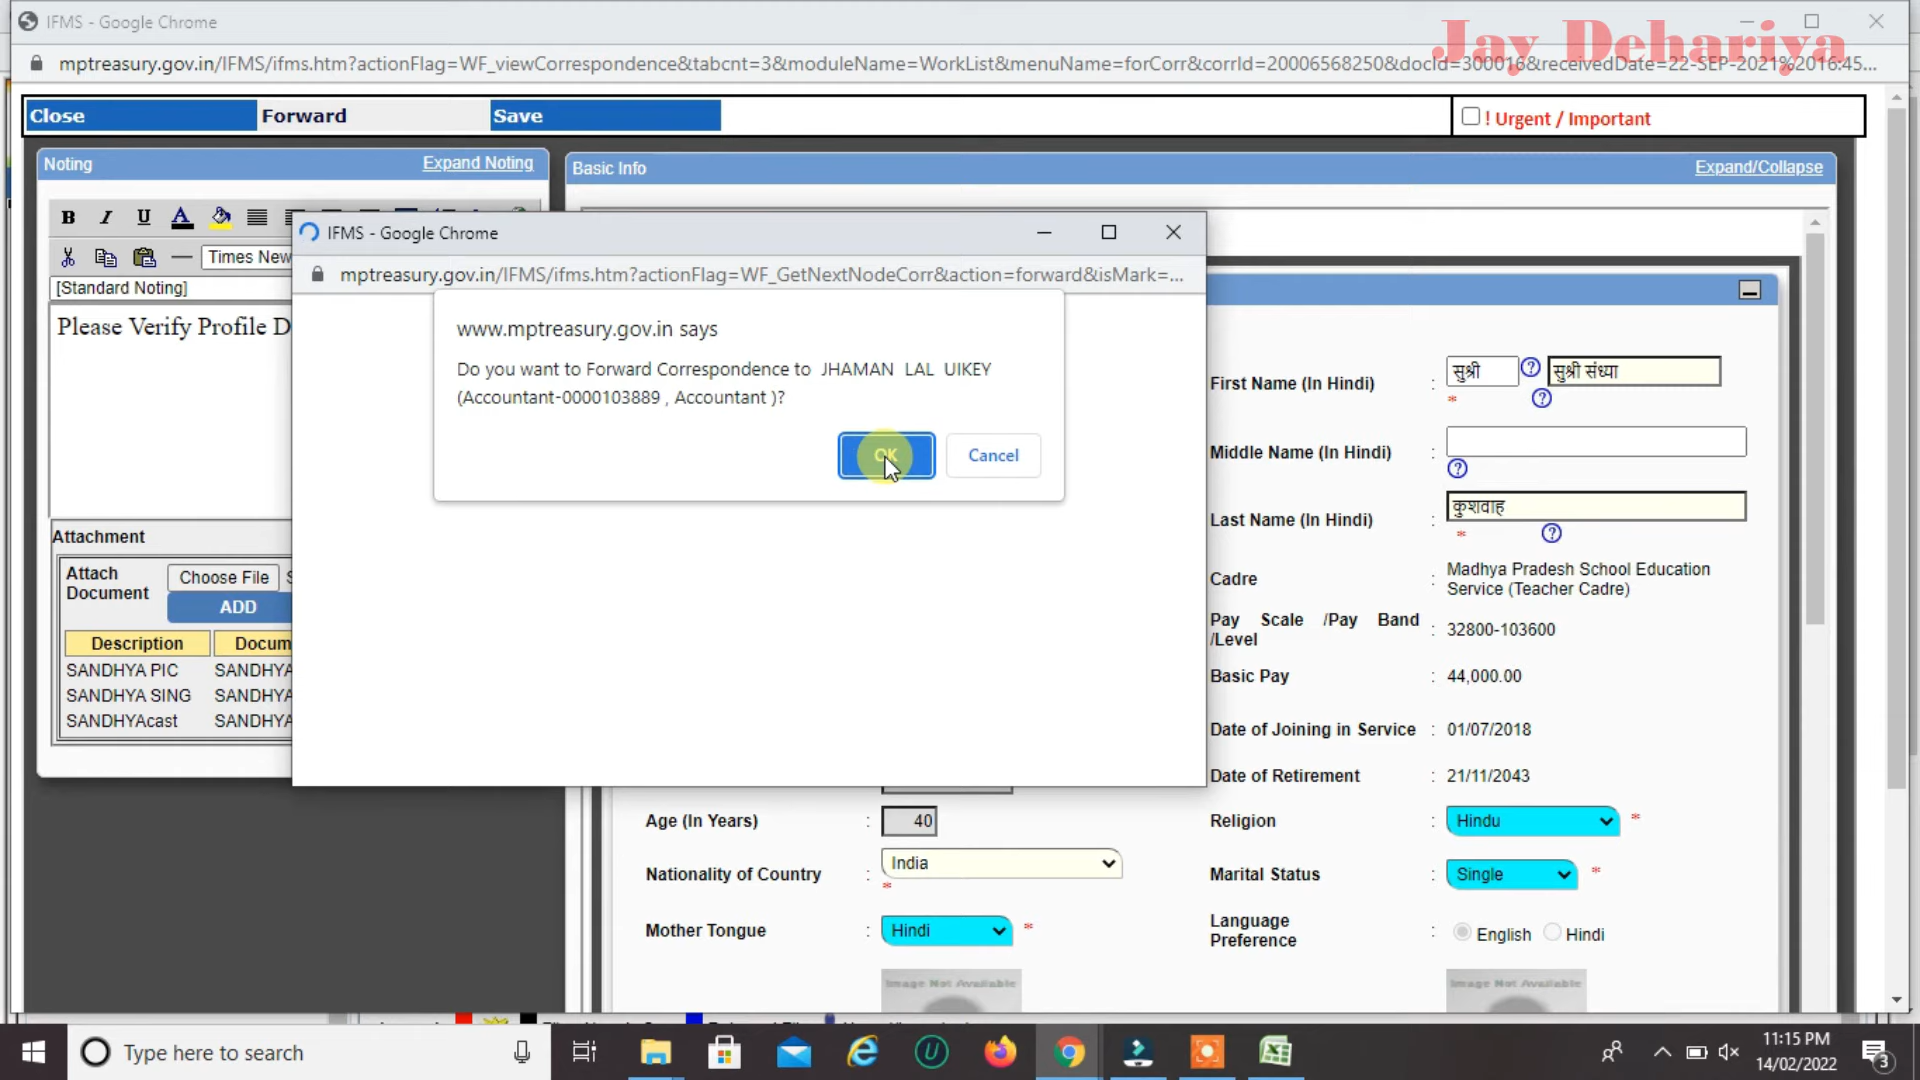 IFMS - Google Chrome
Jay Dehariya
mptreasury.gov.in/IFMS/ifms.htm?actionFlag=WF_viewCorrespondence&tabcnt=3&moduleName=WorkList&menuName=forCorr&corrId=20006568250&docId=300016&receivedDate=22-SEP-2021%2016:45...
Close Forward Save ! Urgent / Important
Noting Expand Noting
Basic Info Expand/Collapse
B I U A
Times New
[Standard Noting]
Please Verify Profile D
IFMS - Google Chrome
mptreasury.gov.in/IFMS/ifms.htm?actionFlag=WF_GetNextNodeCorr&action=forward&isMark=...
www.mptreasury.gov.in says
Do you want to Forward Correspondence to JHAMAN LAL UIKEY
(Accountant-0000103889 , Accountant )?
OK Cancel
Attachment
Attach
Document
Choose File
ADD
Description Docum
SANDHYA PIC SANDHYA
SANDHYA SING SANDHYA
SANDHYAcast SANDHYA
First Name (In Hindi) : सुश्री ? सुश्री संध्या
* ?
Middle Name (In Hindi) :
?
Last Name (In Hindi) : कुशवाह
* ?
Cadre : Madhya Pradesh School Education
Service (Teacher Cadre)
Pay Scale /Pay Band
/Level : 32800-103600
Basic Pay : 44,000.00
Date of Joining in Service : 01/07/2018
Date of Retirement : 21/11/2043
Age (In Years) : 40
Religion : Hindu *
Nationality of Country : India
*
Marital Status : Single *
Mother Tongue : Hindi *
Language
Preference : English Hindi
Image Not Available
Image Not Available
Type here to search
11:15 PM
14/02/2022
3